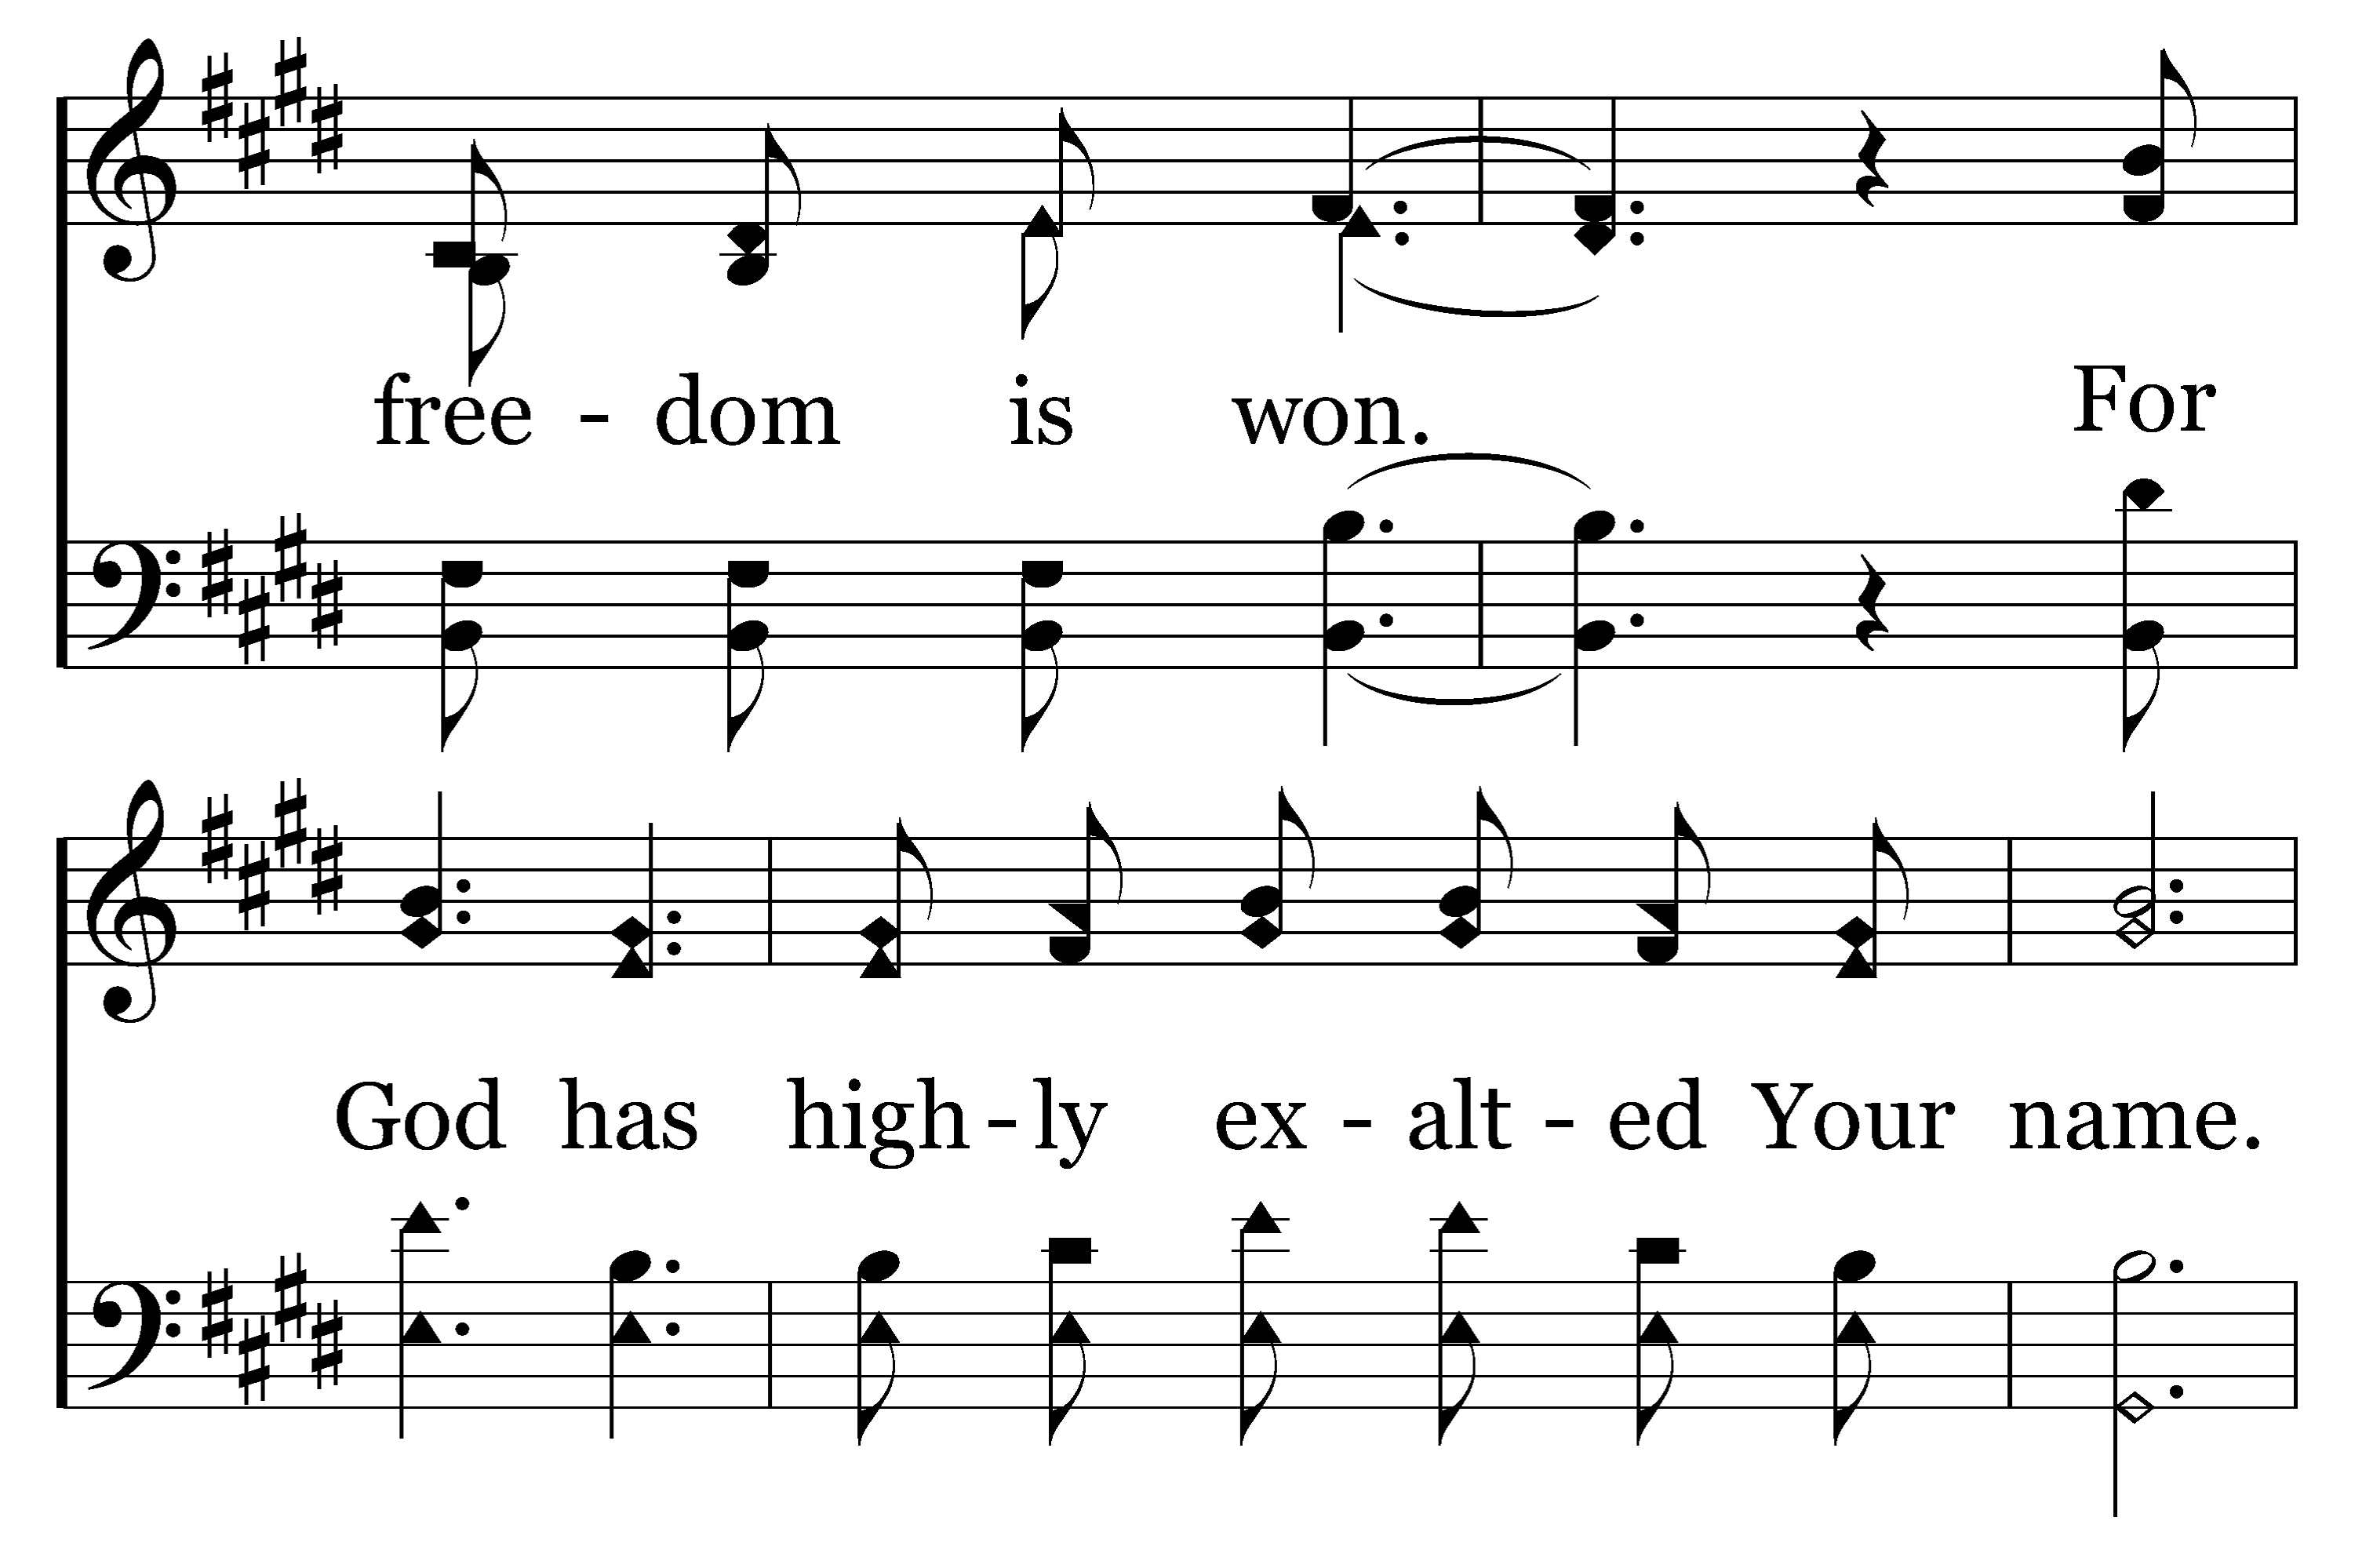 free - dom is won. For
God has high - ly ex - alt - ed Your name.